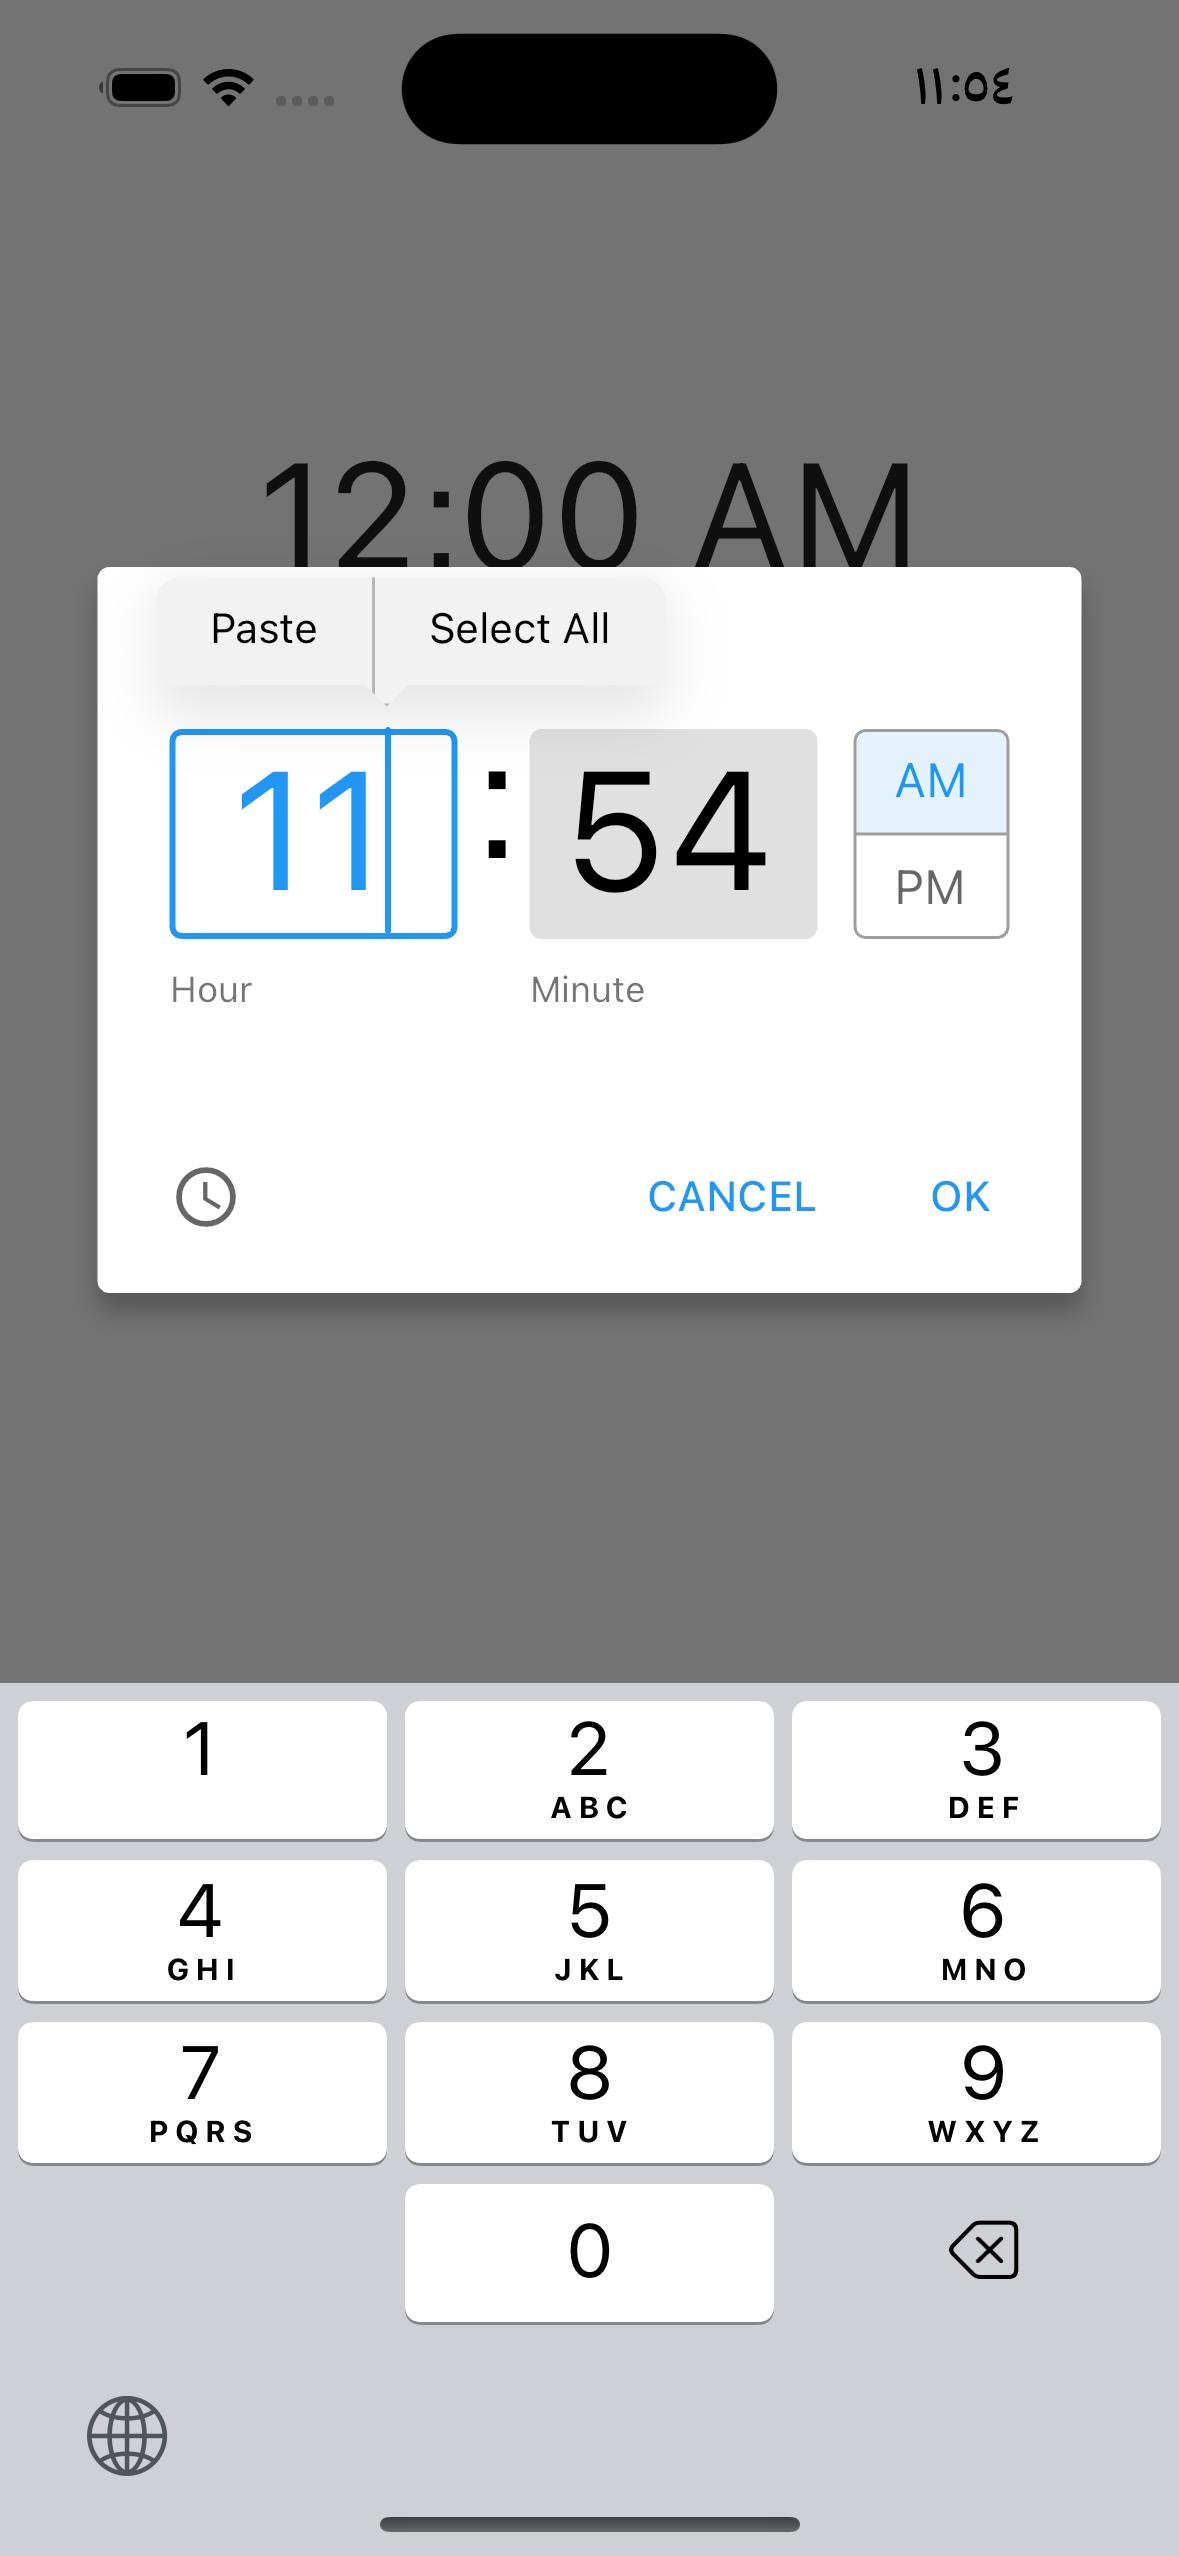 ١١:٥٤
12:00 AM
Paste Select All
11 : 54 AM
PM
Hour Minute
CANCEL OK
1 2 3
ABC DEF
4 5 6
GHI JKL MNO
7 8 9
PQRS TUV WXYZ
0